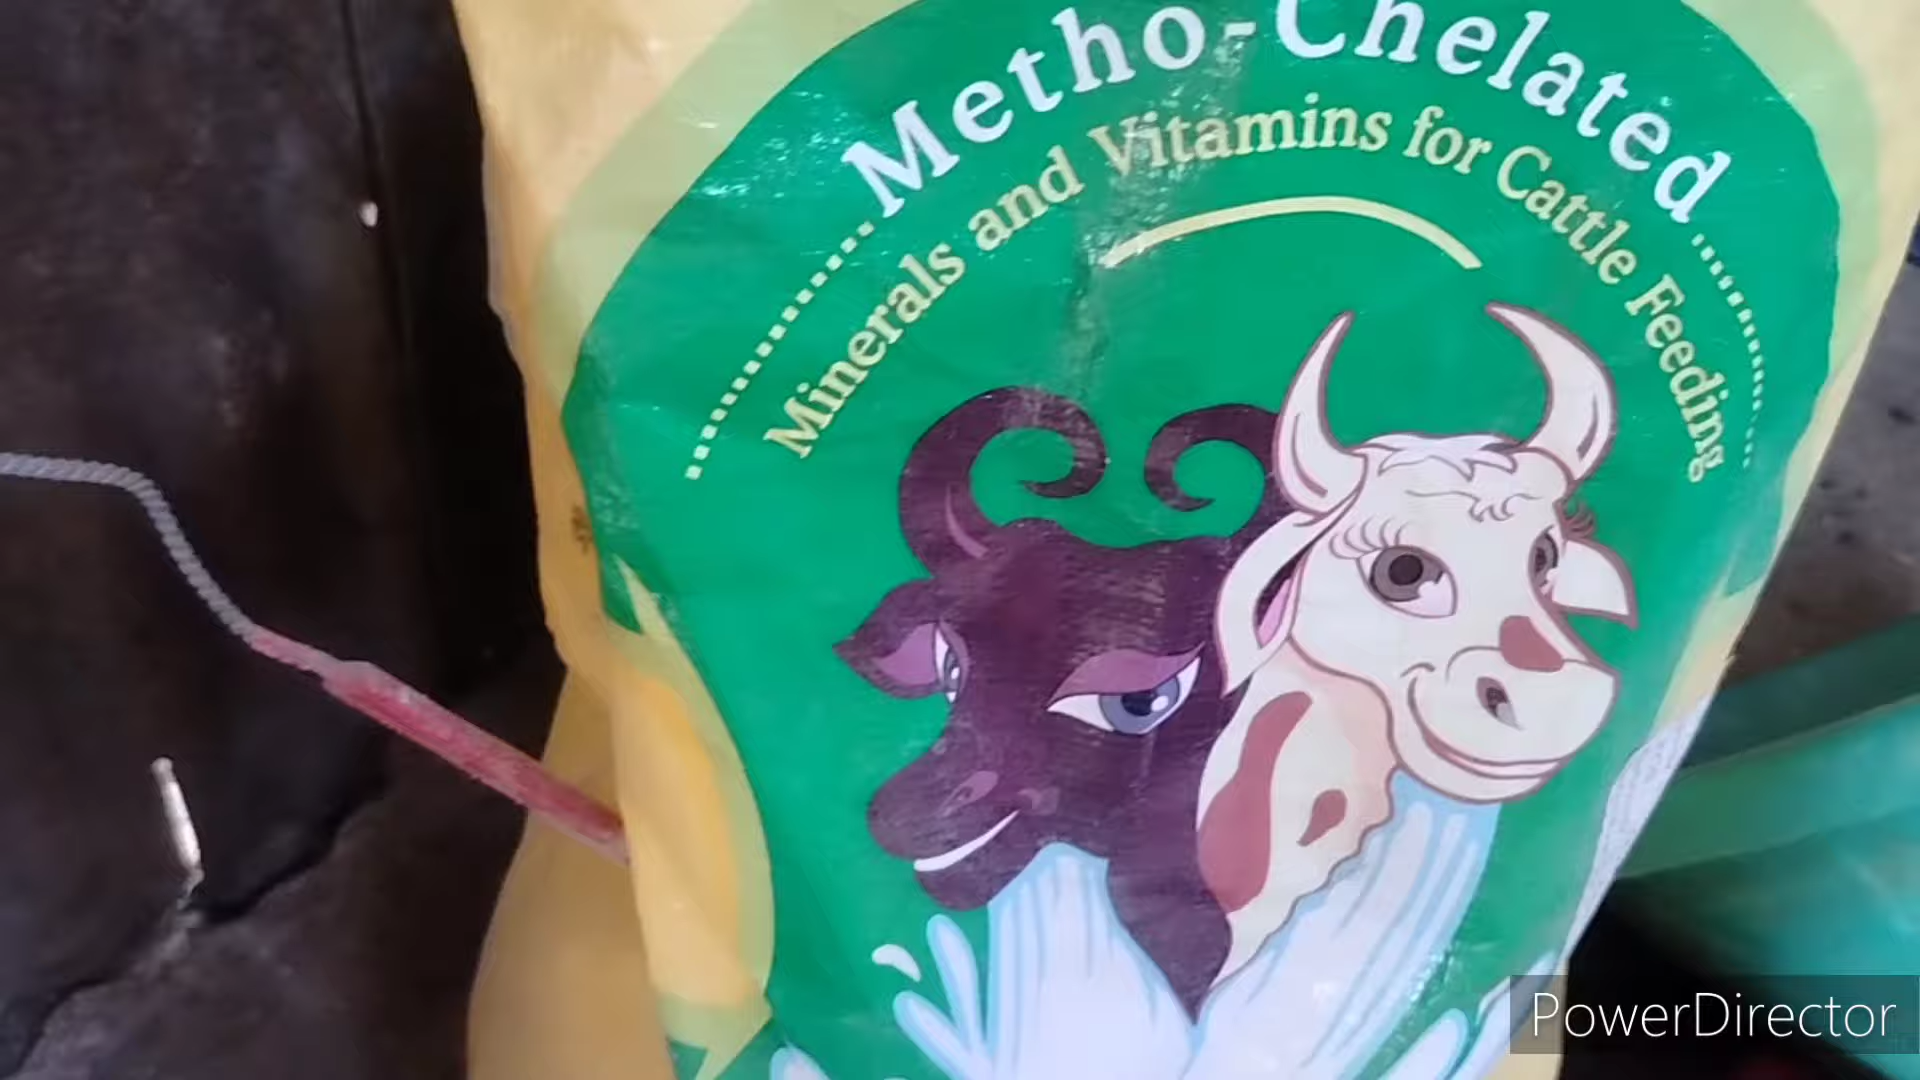 Metho-Chelated
Minerals and Vitamins for Cattle Feeding
PowerDirector